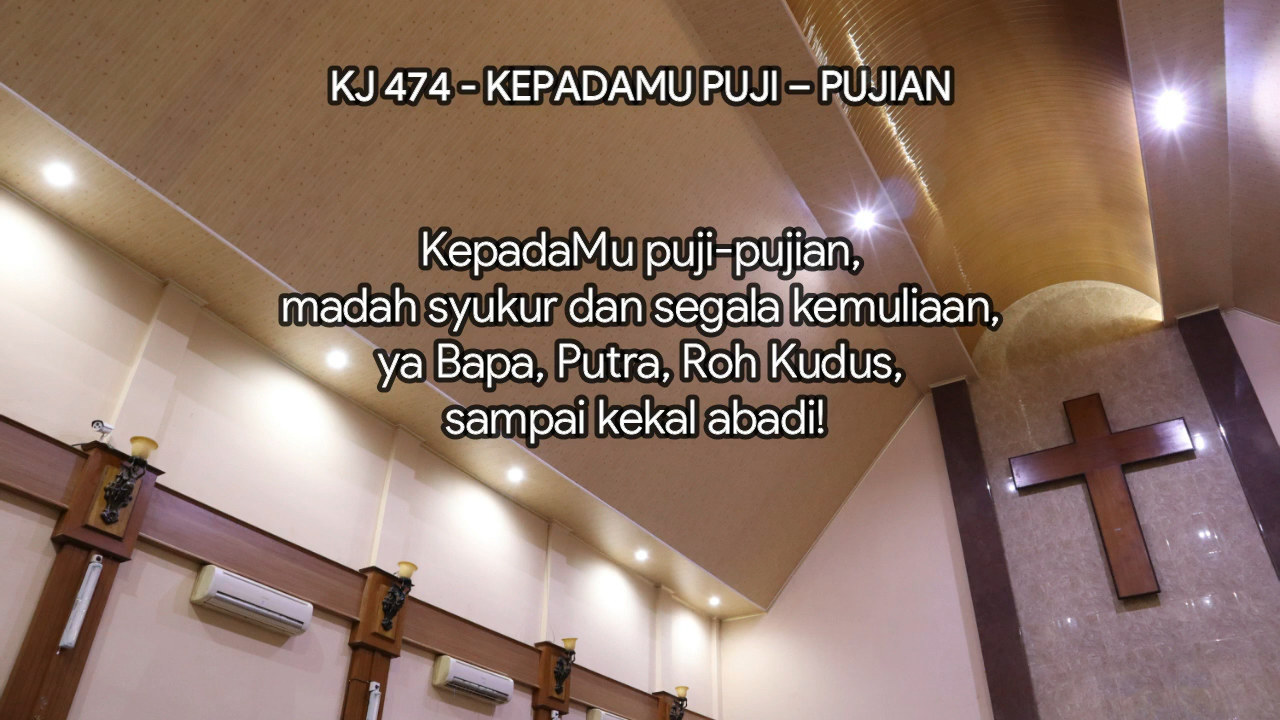 KJ 474 - KEPADAMU PUJI – PUJIAN
KepadaMu puji-pujian,
madah syukur dan segala kemuliaan,
ya Bapa, Putra, Roh Kudus,
sampai kekal abadi!